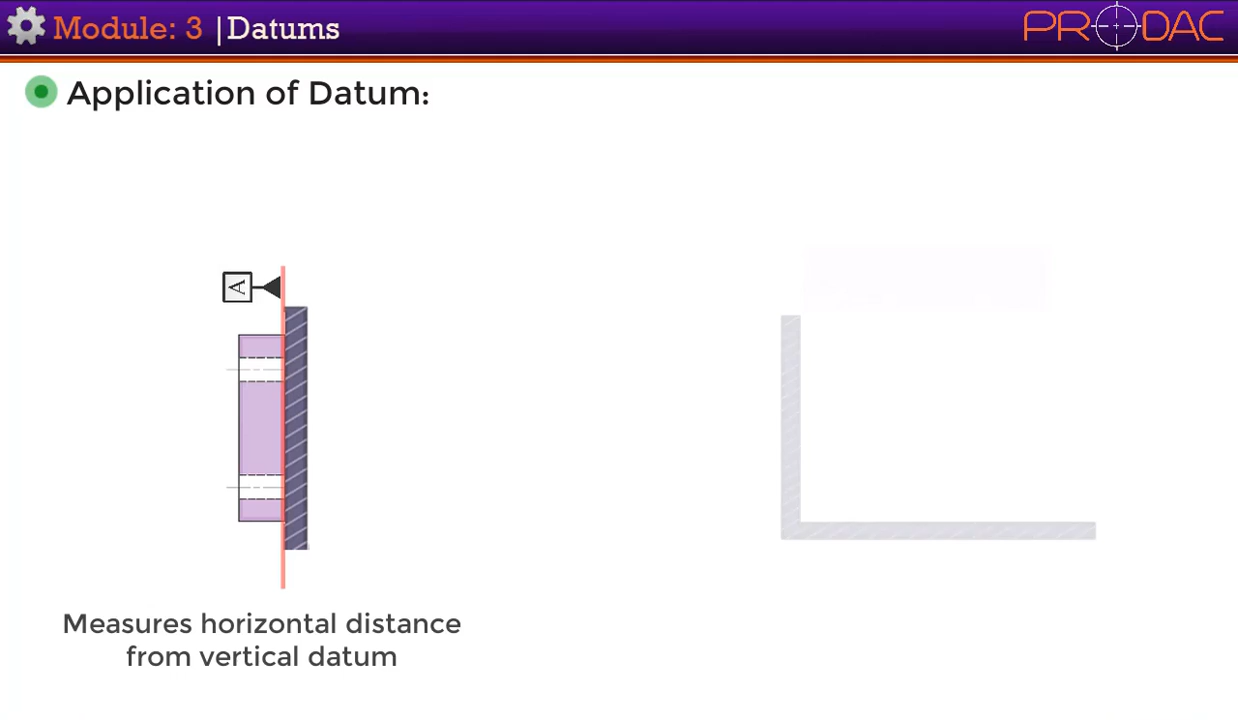 Module: 3 |Datums
PRODAC
Application of Datum:
A
Measures horizontal distance
from vertical datum